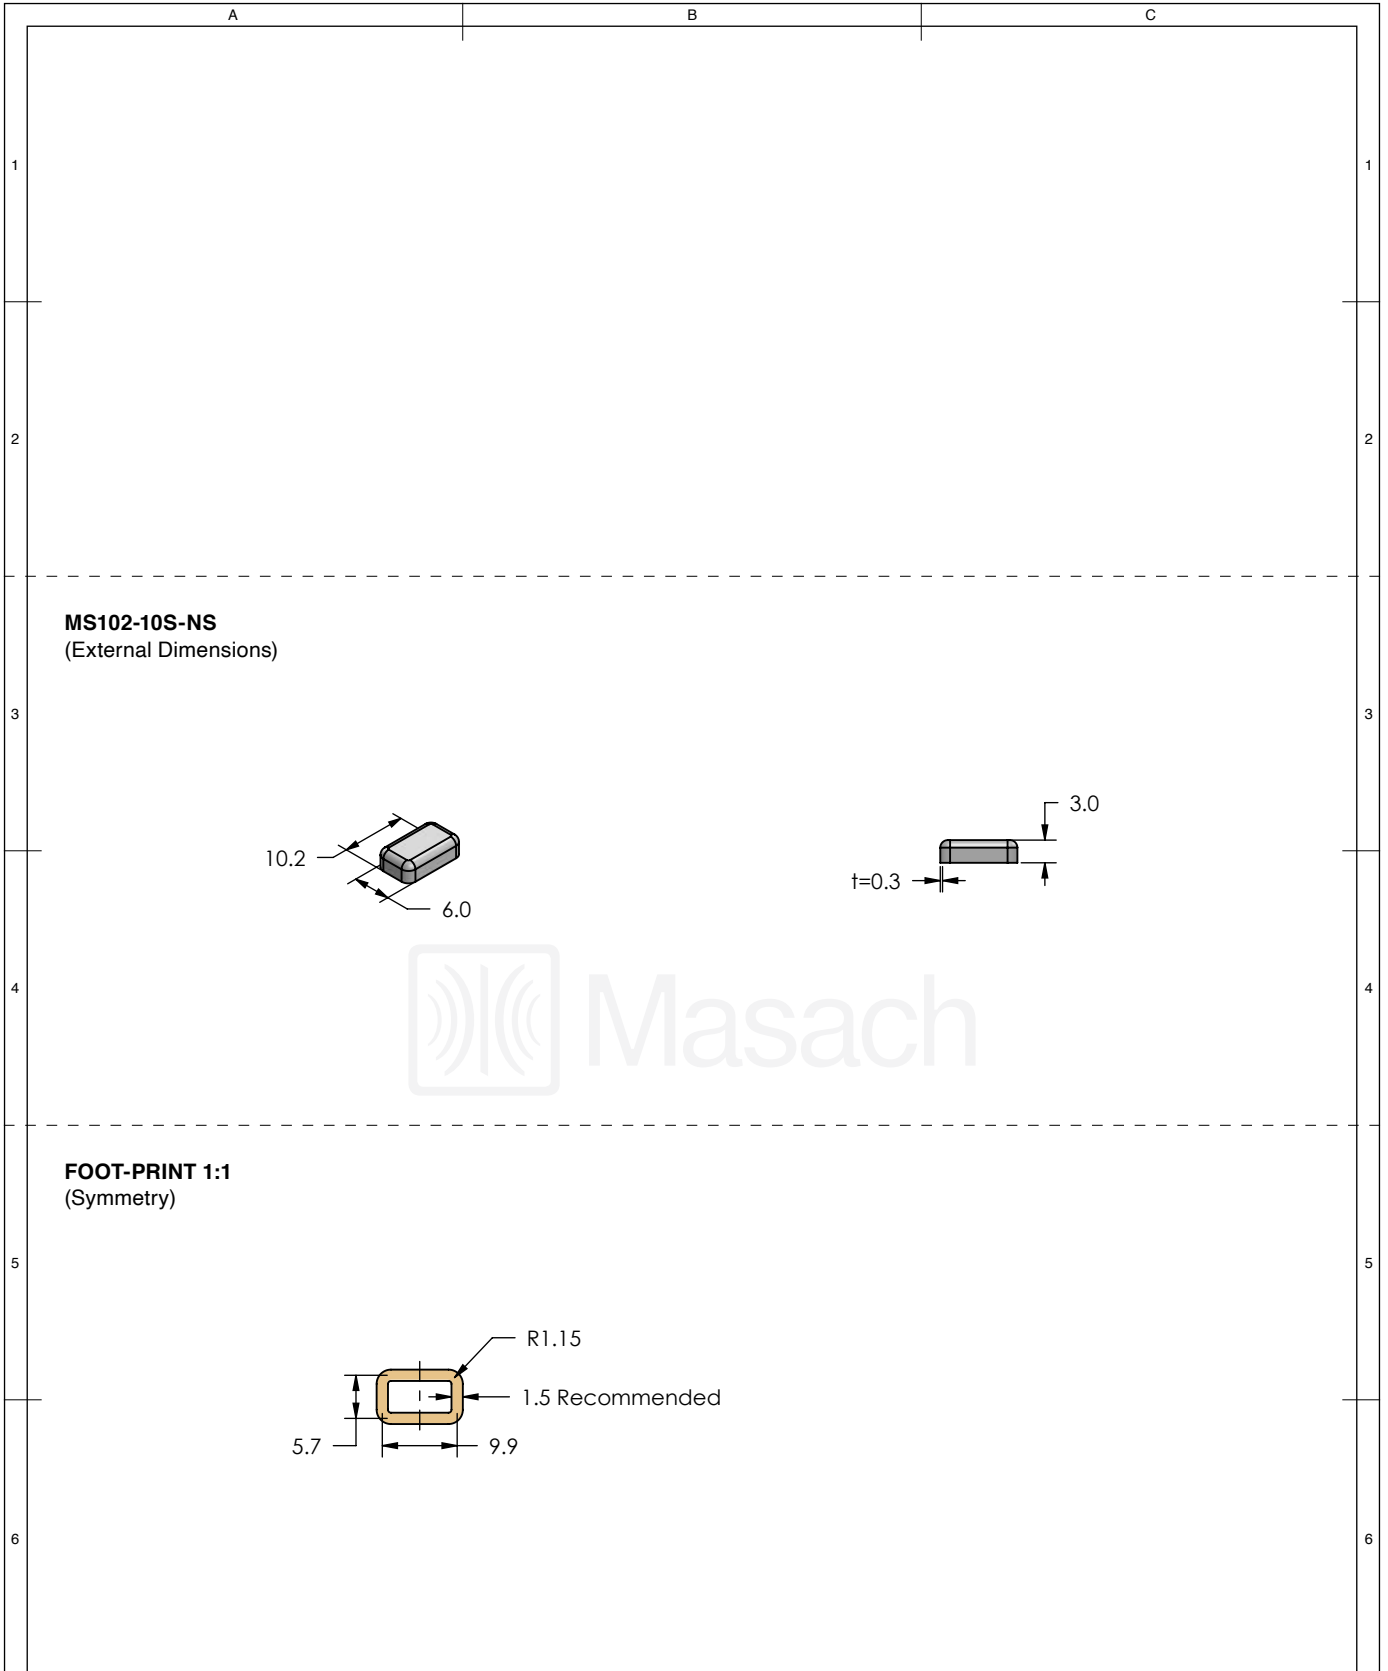 A B C
1 1
2 2
MS102-10S-NS
(External Dimensions)
3 3
3.0
10.2
t=0.3
6.0
Masach
4 4
FOOT-PRINT 1:1
(Symmetry)
5 5
R1.15
1.5 Recommended
5.7 9.9
6 6